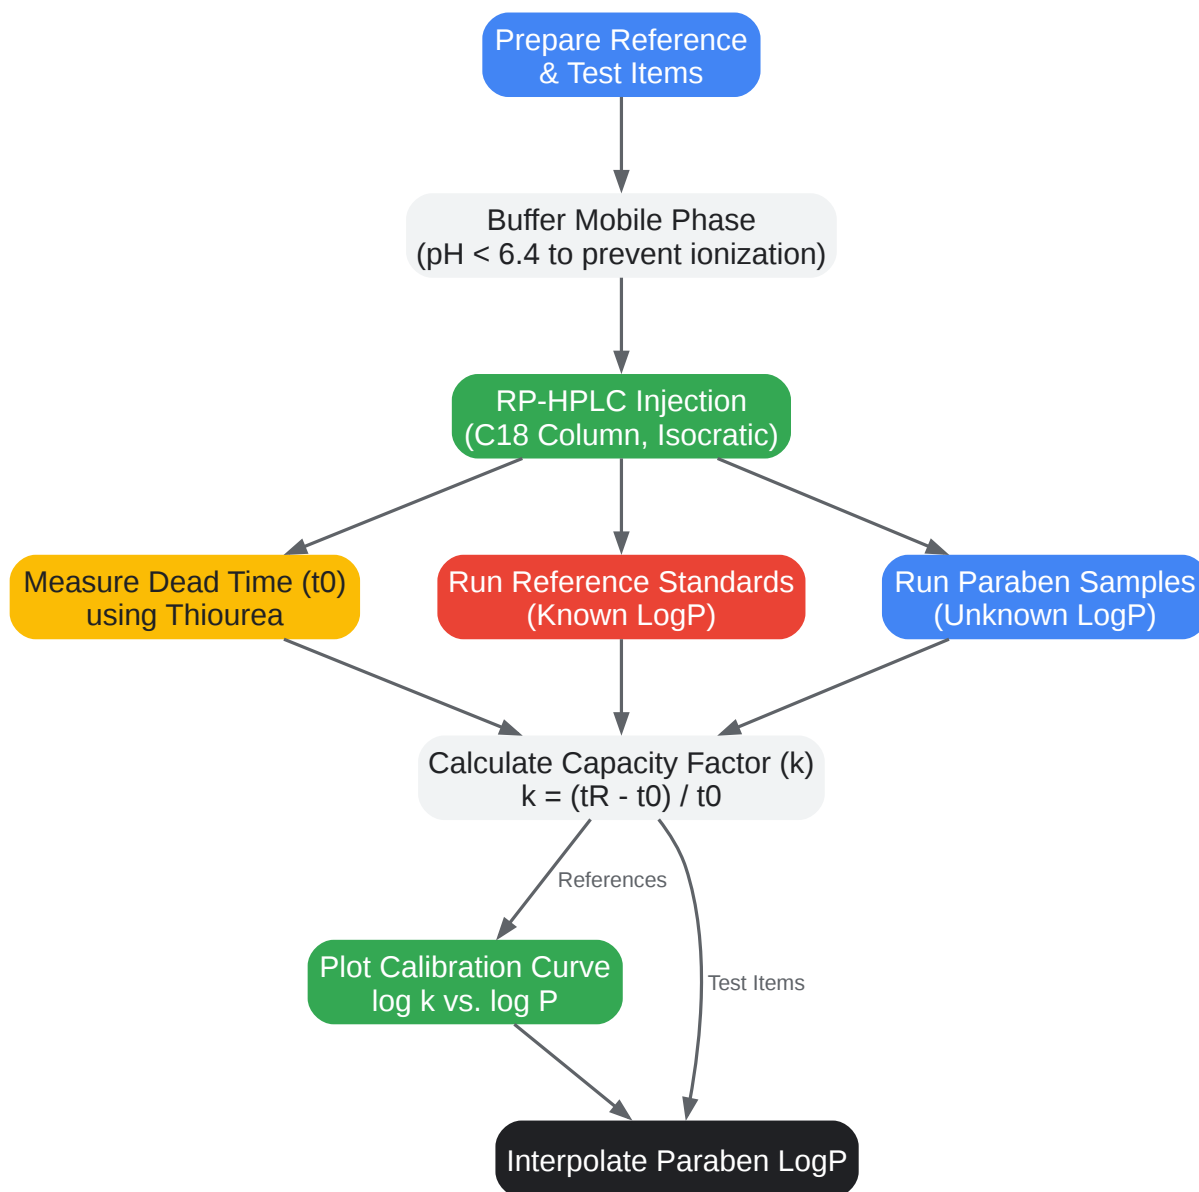 Prepare Reference
& Test Items
Buffer Mobile Phase
(pH < 6.4 to prevent ionization)
RP-HPLC Injection
(C18 Column, Isocratic)
Measure Dead Time (t0)
using Thiourea
Run Reference Standards
(Known LogP)
Run Paraben Samples
(Unknown LogP)
Calculate Capacity Factor (k)
k = (tR - t0) / t0
References
Plot Calibration Curve
log k vs. log P
Test Items
Interpolate Paraben LogP